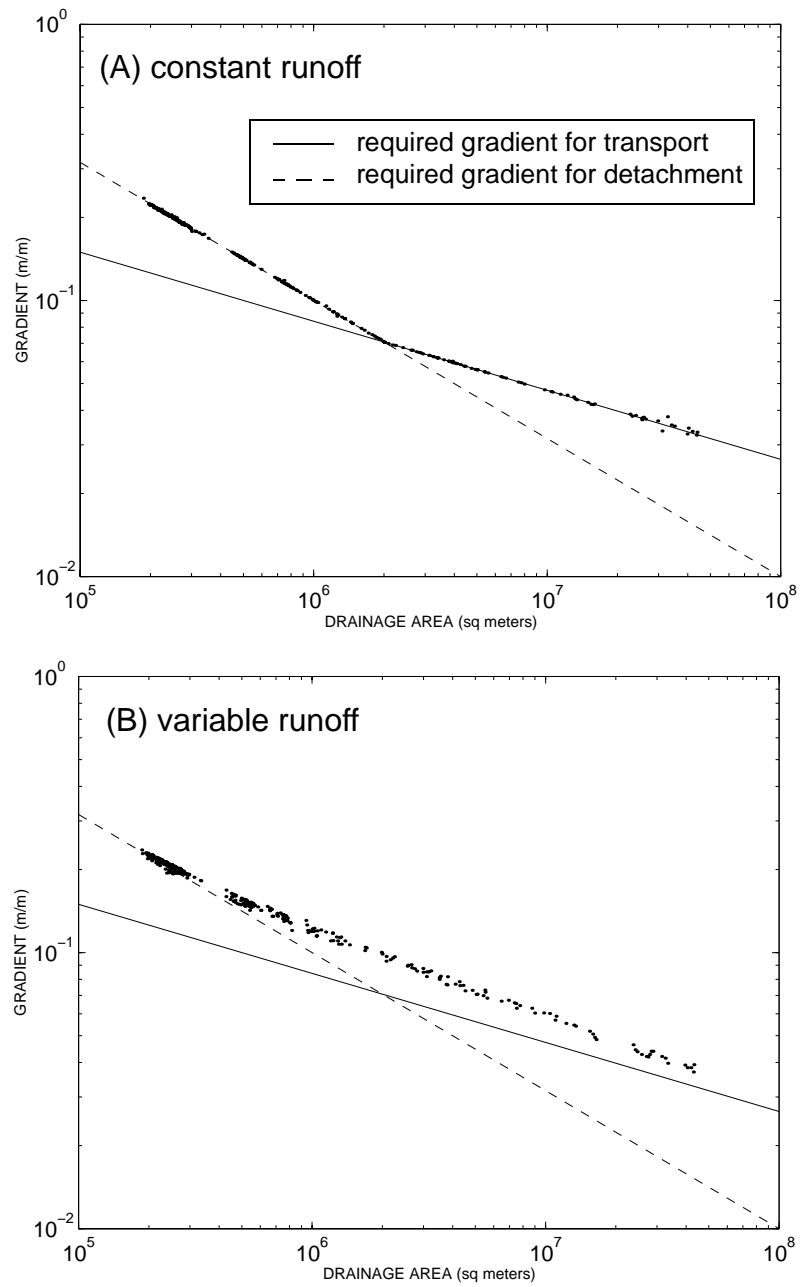 (A) constant runoff
required gradient for transport
required gradient for detachment
10^0
10^-1
10^-2
GRADIENT (m/m)
10^5 10^6 10^7 10^8
DRAINAGE AREA (sq meters)
(B) variable runoff
10^0
10^-1
10^-2
GRADIENT (m/m)
10^5 10^6 10^7 10^8
DRAINAGE AREA (sq meters)